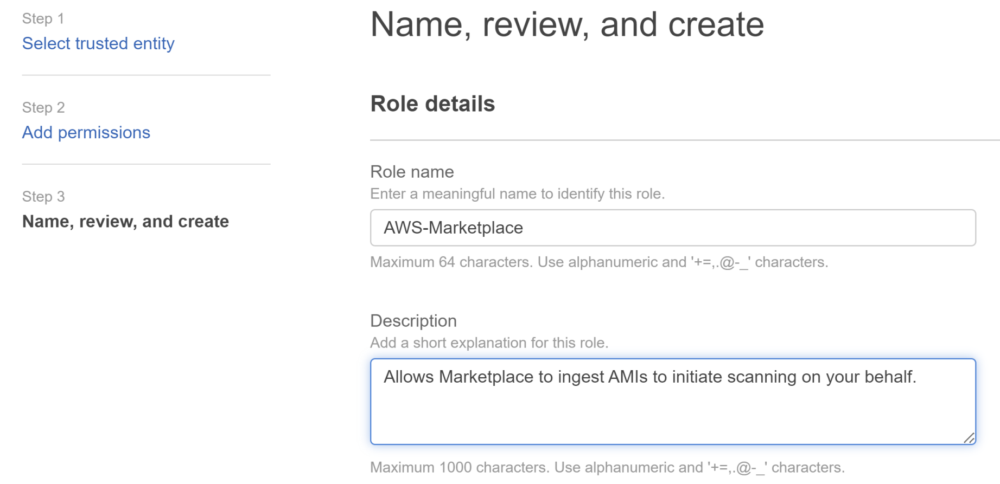 Step 1
Select trusted entity
Step 2
Add permissions
Step 3
Name, review, and create
Name, review, and create
Role details
Role name
Enter a meaningful name to identify this role.
AWS-Marketplace
Maximum 64 characters. Use alphanumeric and '+=,.@-_' characters.
Description
Add a short explanation for this role.
Allows Marketplace to ingest AMIs to initiate scanning on your behalf.
Maximum 1000 characters. Use alphanumeric and '+=,.@-_' characters.